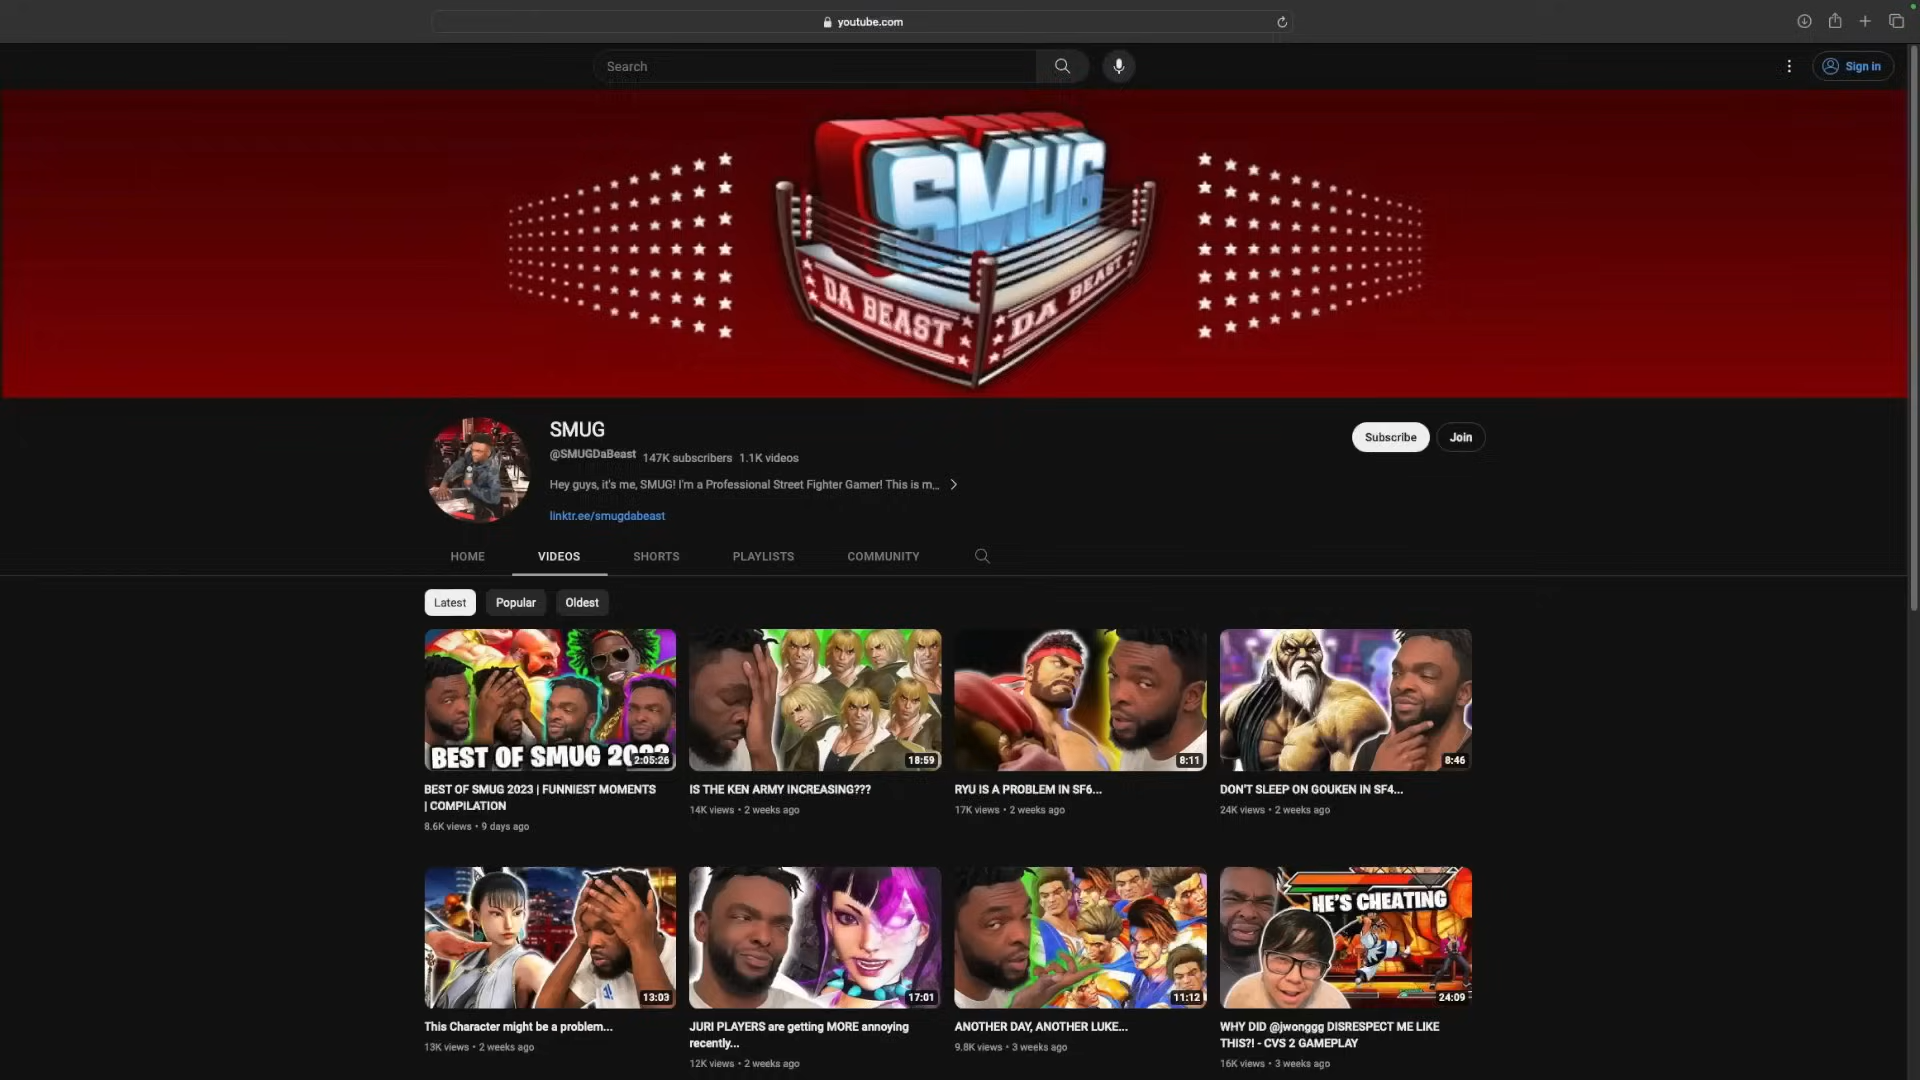 youtube.com
Search
Sign in
SMUG
DA BEAST
DA BEAST
SMUG
@SMUGDaBeast 147K subscribers 1.1K videos
Subscribe
Join
Hey guys, it's me, SMUG! I'm a Professional Street Fighter Gamer! This is m...
linktr.ee/smugdabeast
HOME VIDEOS SHORTS PLAYLISTS COMMUNITY
Latest Popular Oldest
BEST OF SMUG 2023
2:05:26
18:59
8:11
8:46
BEST OF SMUG 2023 | FUNNIEST MOMENTS
| COMPILATION
8.6K views • 9 days ago
IS THE KEN ARMY INCREASING???
14K views • 2 weeks ago
RYU IS A PROBLEM IN SF6...
17K views • 2 weeks ago
DON'T SLEEP ON GOUKEN IN SF4...
24K views • 2 weeks ago
13:03
17:01
11:12
HE'S CHEATING
24:09
This Character might be a problem...
13K views • 2 weeks ago
JURI PLAYERS are getting MORE annoying
recently...
12K views • 2 weeks ago
ANOTHER DAY, ANOTHER LUKE...
9.8K views • 3 weeks ago
WHY DID @jwonggg DISRESPECT ME LIKE
THIS?! - CVS 2 GAMEPLAY
16K views • 3 weeks ago